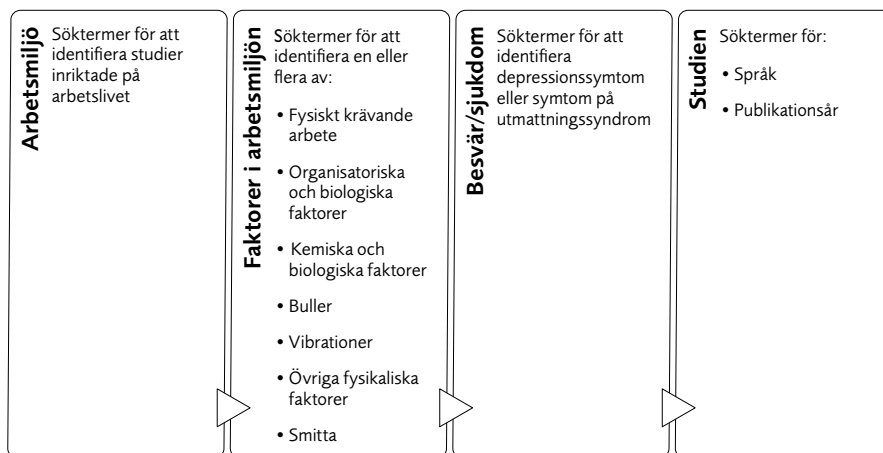 Arbetsmiljö
Söktermer för att
identifiera studier
inriktade på
arbetslivet
Faktorer i arbetsmiljön
Söktermer för att
identifiera en eller
flera av:
• Fysiskt krävande
arbete
• Organisatoriska
och biologiska
faktorer
• Kemiska och
biologiska faktorer
• Buller
• Vibrationer
• Övriga fysikaliska
faktorer
• Smitta
Besvär/sjukdom
Söktermer för att
identifiera
depressionssymtom
eller symtom på
utmattningssyndrom
Studien
Söktermer för:
• Språk
• Publikationsår